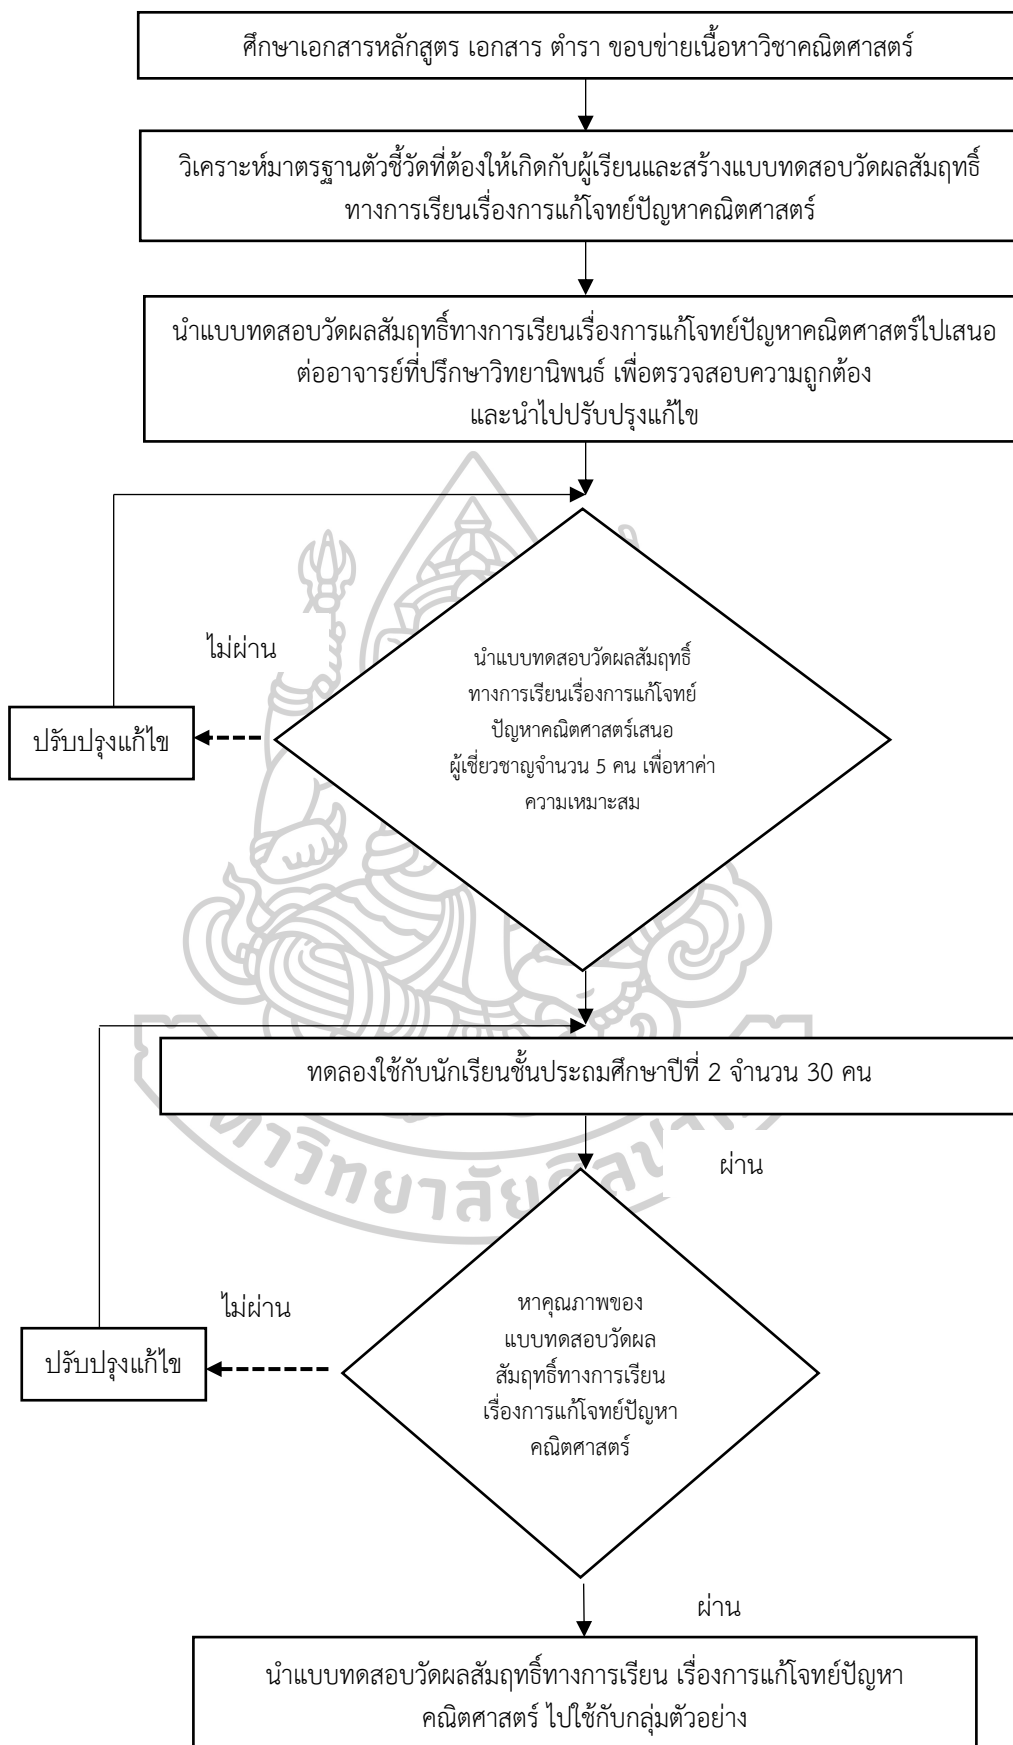 ศึกษาเอกสารหลักสูตร เอกสาร ตำรา ขอบข่ายเนื้อหาวิชาคณิตศาสตร์
วิเคราะห์มาตรฐานตัวชี้วัดที่ต้องให้เกิดกับผู้เรียนและสร้างแบบทดสอบวัดผลสัมฤทธิ์
ทางการเรียนเรื่องการแก้โจทย์ปัญหาคณิตศาสตร์
นำแบบทดสอบวัดผลสัมฤทธิ์ทางการเรียนเรื่องการแก้โจทย์ปัญหาคณิตศาสตร์ไปเสนอ
ต่ออาจารย์ที่ปรึกษาวิทยานิพนธ์ เพื่อตรวจสอบความถูกต้อง
และนำไปปรับปรุงแก้ไข
ไม่ผ่าน
นำแบบทดสอบวัดผลสัมฤทธิ์
ทางการเรียนเรื่องการแก้โจทย์
ปัญหาคณิตศาสตร์เสนอ
ผู้เชี่ยวชาญจำนวน 5 คน เพื่อหาค่า
ความเหมาะสม
ปรับปรุงแก้ไข
ทดลองใช้กับนักเรียนชั้นประถมศึกษาปีที่ 2 จำนวน 30 คน
ผ่าน
ไม่ผ่าน
หาคุณภาพของ
แบบทดสอบวัดผล
สัมฤทธิ์ทางการเรียน
เรื่องการแก้โจทย์ปัญหา
คณิตศาสตร์
ปรับปรุงแก้ไข
ผ่าน
นำแบบทดสอบวัดผลสัมฤทธิ์ทางการเรียน เรื่องการแก้โจทย์ปัญหา
คณิตศาสตร์ ไปใช้กับกลุ่มตัวอย่าง